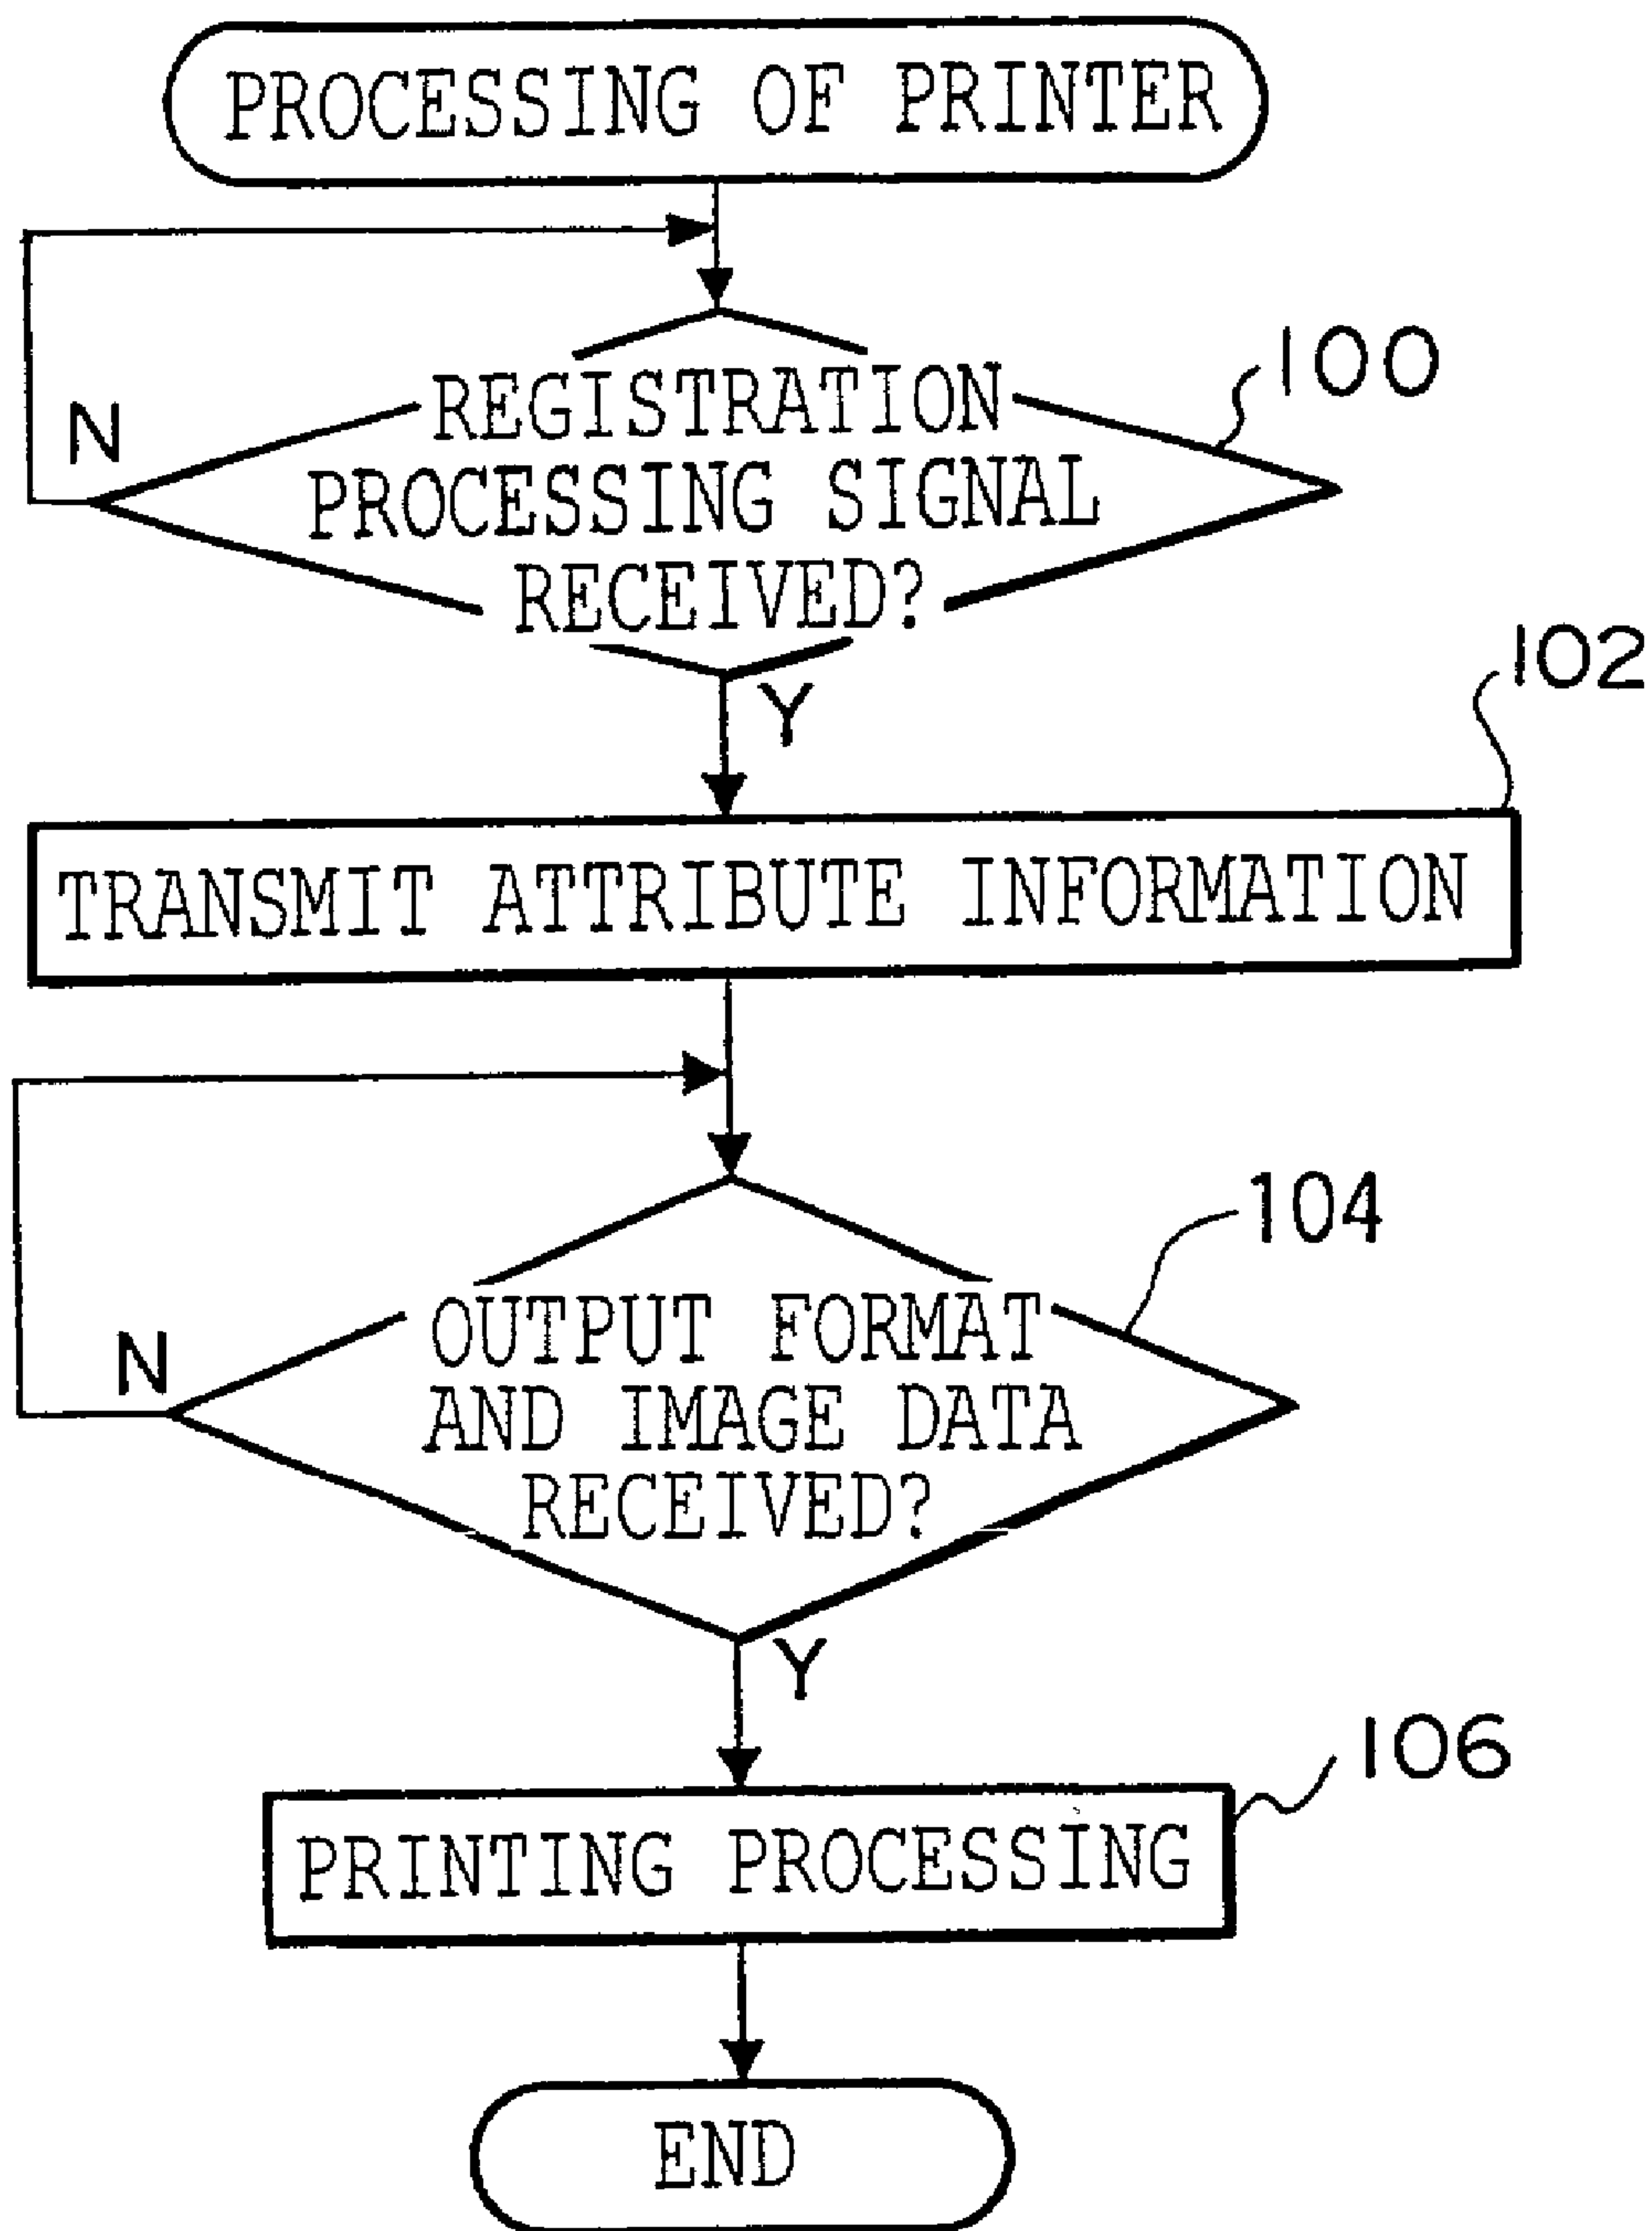 PROCESSING OF PRINTER
100
N
REGISTRATION
PROCESSING SIGNAL
RECEIVED?
Y
102
TRANSMIT ATTRIBUTE INFORMATION
104
N
OUTPUT FORMAT
AND IMAGE DATA
RECEIVED?
Y
106
PRINTING PROCESSING
END